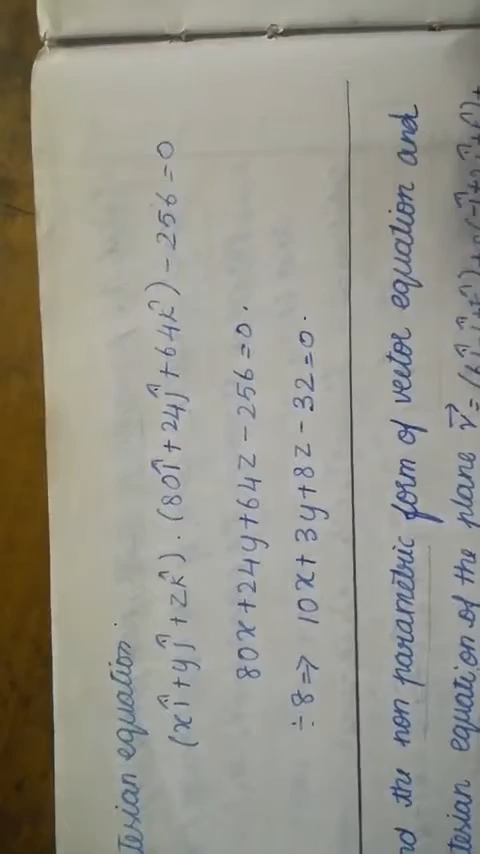 tesian equation.
(xî+yĵ+zk̂).(80î+24ĵ+64k̂)-256=0
80x+24y+64z-256=0.
÷8⇒ 10x+3y+8z-32=0.
nd the non parametric form of vector equation and
tesian equation of the plane r⃗=(6î-ĵ+k̂)+